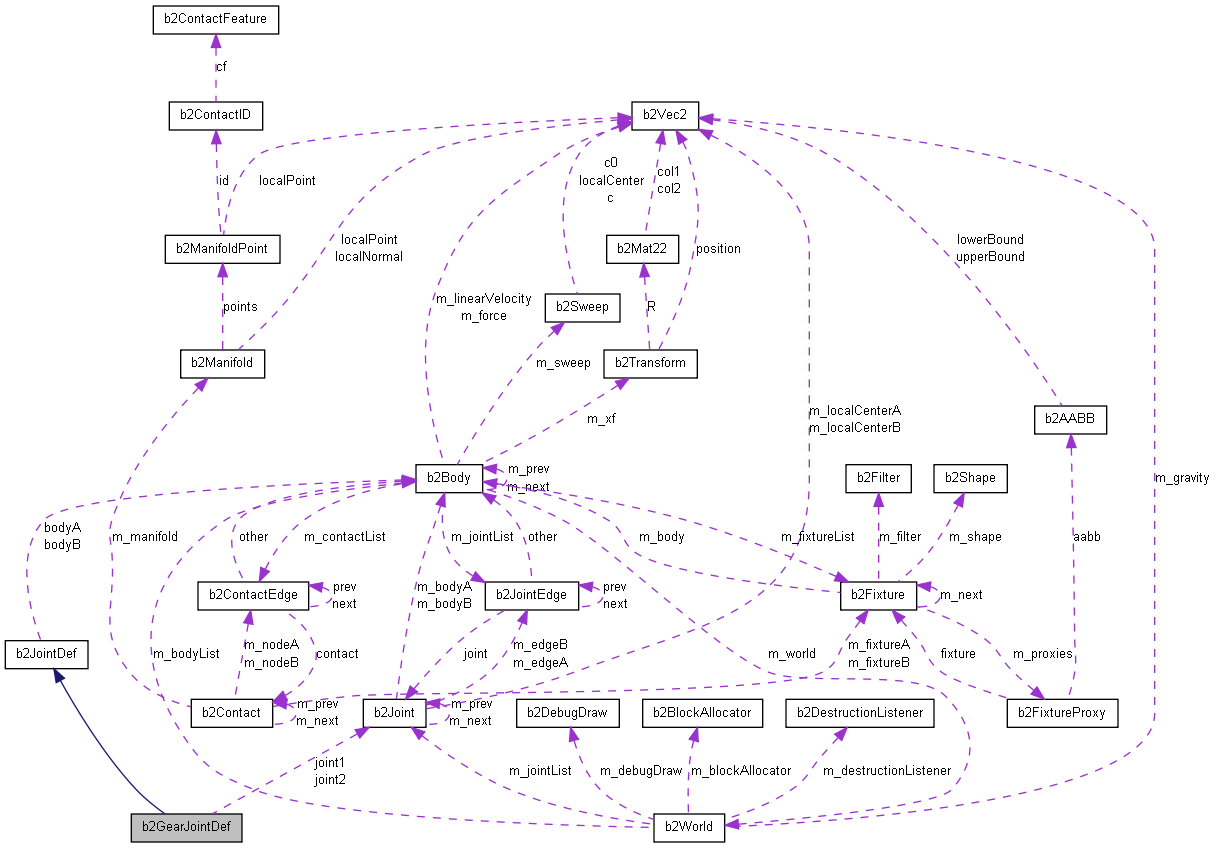 b2ContactFeature
cf
b2ContactID
b2Vec2
c0
localCenter
c
col1
col2
id
localPoint
b2ManifoldPoint
localPoint
localNormal
b2Mat22
position
lowerBound
upperBound
points
m_linearVelocity
m_force
b2Sweep
R
b2Manifold
m_sweep
b2Transform
m_xf
m_localCenterA
m_localCenterB
b2AABB
b2Body
m_prev
m_next
b2Filter
b2Shape
m_gravity
bodyA
bodyB
m_manifold
other
m_contactList
m_jointList
other
m_body
m_fixtureList
m_filter
m_shape
aabb
b2ContactEdge
prev
next
m_bodyA
m_bodyB
b2JointEdge
prev
next
b2Fixture
m_next
b2JointDef
m_bodyList
m_nodeA
m_nodeB
contact
joint
m_edgeB
m_edgeA
m_world
m_fixtureA
m_fixtureB
fixture
m_proxies
b2Contact
m_prev
m_next
b2Joint
m_prev
m_next
b2DebugDraw
b2BlockAllocator
b2DestructionListener
b2FixtureProxy
joint1
joint2
m_jointList
m_debugDraw
m_blockAllocator
m_destructionListener
b2GearJointDef
b2World